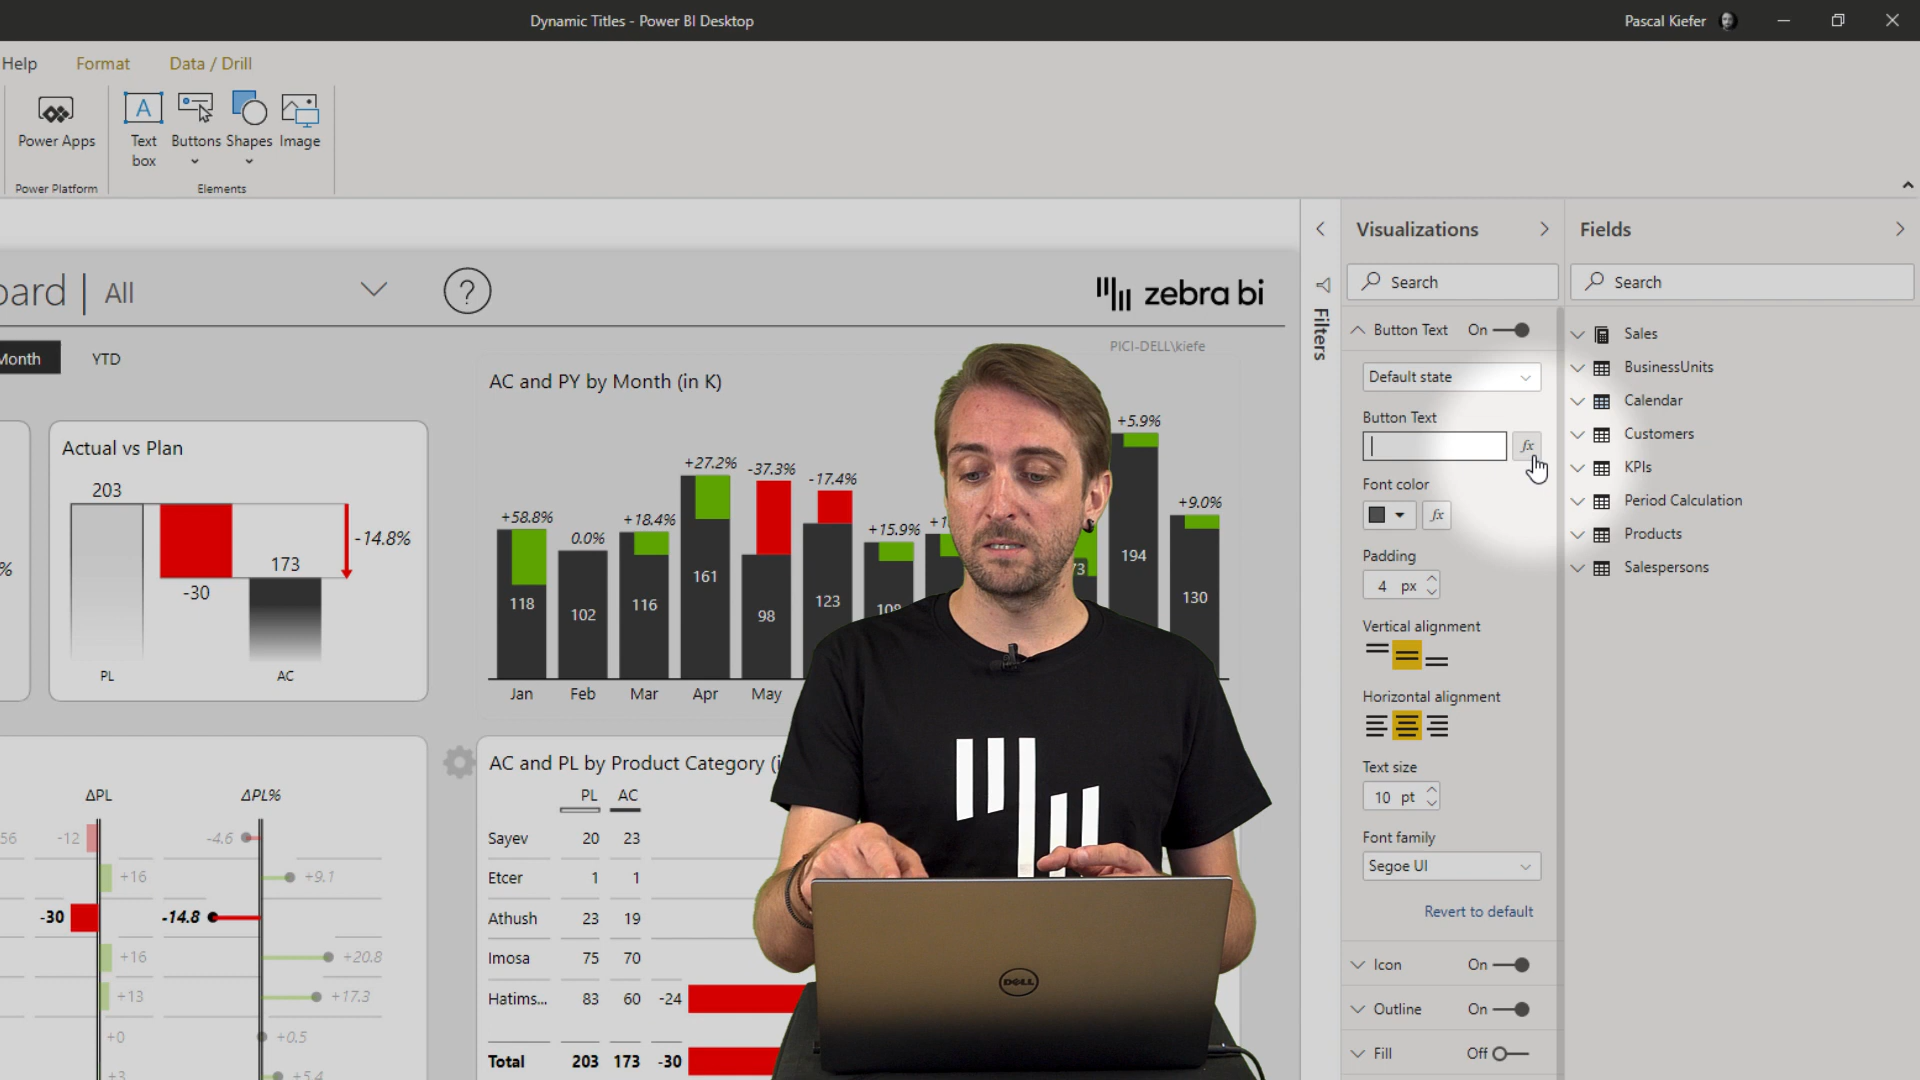 Dynamic Titles - Power BI Desktop
Pascal Kiefer
Help
Format
Data / Drill
Power Apps
Text box
Buttons
Shapes
Image
Power Platform
Elements
Visualizations
Fields
Search
Search
Filters
oard | All
?
zebra bi
Month
YTD
PICI-DELL\kiefe
Button Text
On
Default state
Button Text
fx
Font color
fx
Padding
4 px
Vertical alignment
Horizontal alignment
Text size
10 pt
Font family
Segoe UI
Revert to default
Icon
On
Outline
On
Fill
Off
Sales
BusinessUnits
Calendar
Customers
KPIs
Period Calculation
Products
Salespersons
%
Actual vs Plan
203
-30
173
-14.8%
PL
AC
AC and PY by Month (in K)
+58.8%
0.0%
+18.4%
+27.2%
-37.3%
-17.4%
+15.9%
+5.9%
+9.0%
118
102
116
161
98
123
194
130
Jan
Feb
Mar
Apr
May
ΔPL
ΔPL%
56
-12
-4.6
+16
+9.1
-30
-14.8
+16
+20.8
+13
+17.3
+0
+0.5
+3
+5.4
AC and PL by Product Category (i
PL AC
Sayev 20 23
Etcer 1 1
Athush 23 19
Imosa 75 70
Hatims... 83 60 -24
Total 203 173 -30
DELL